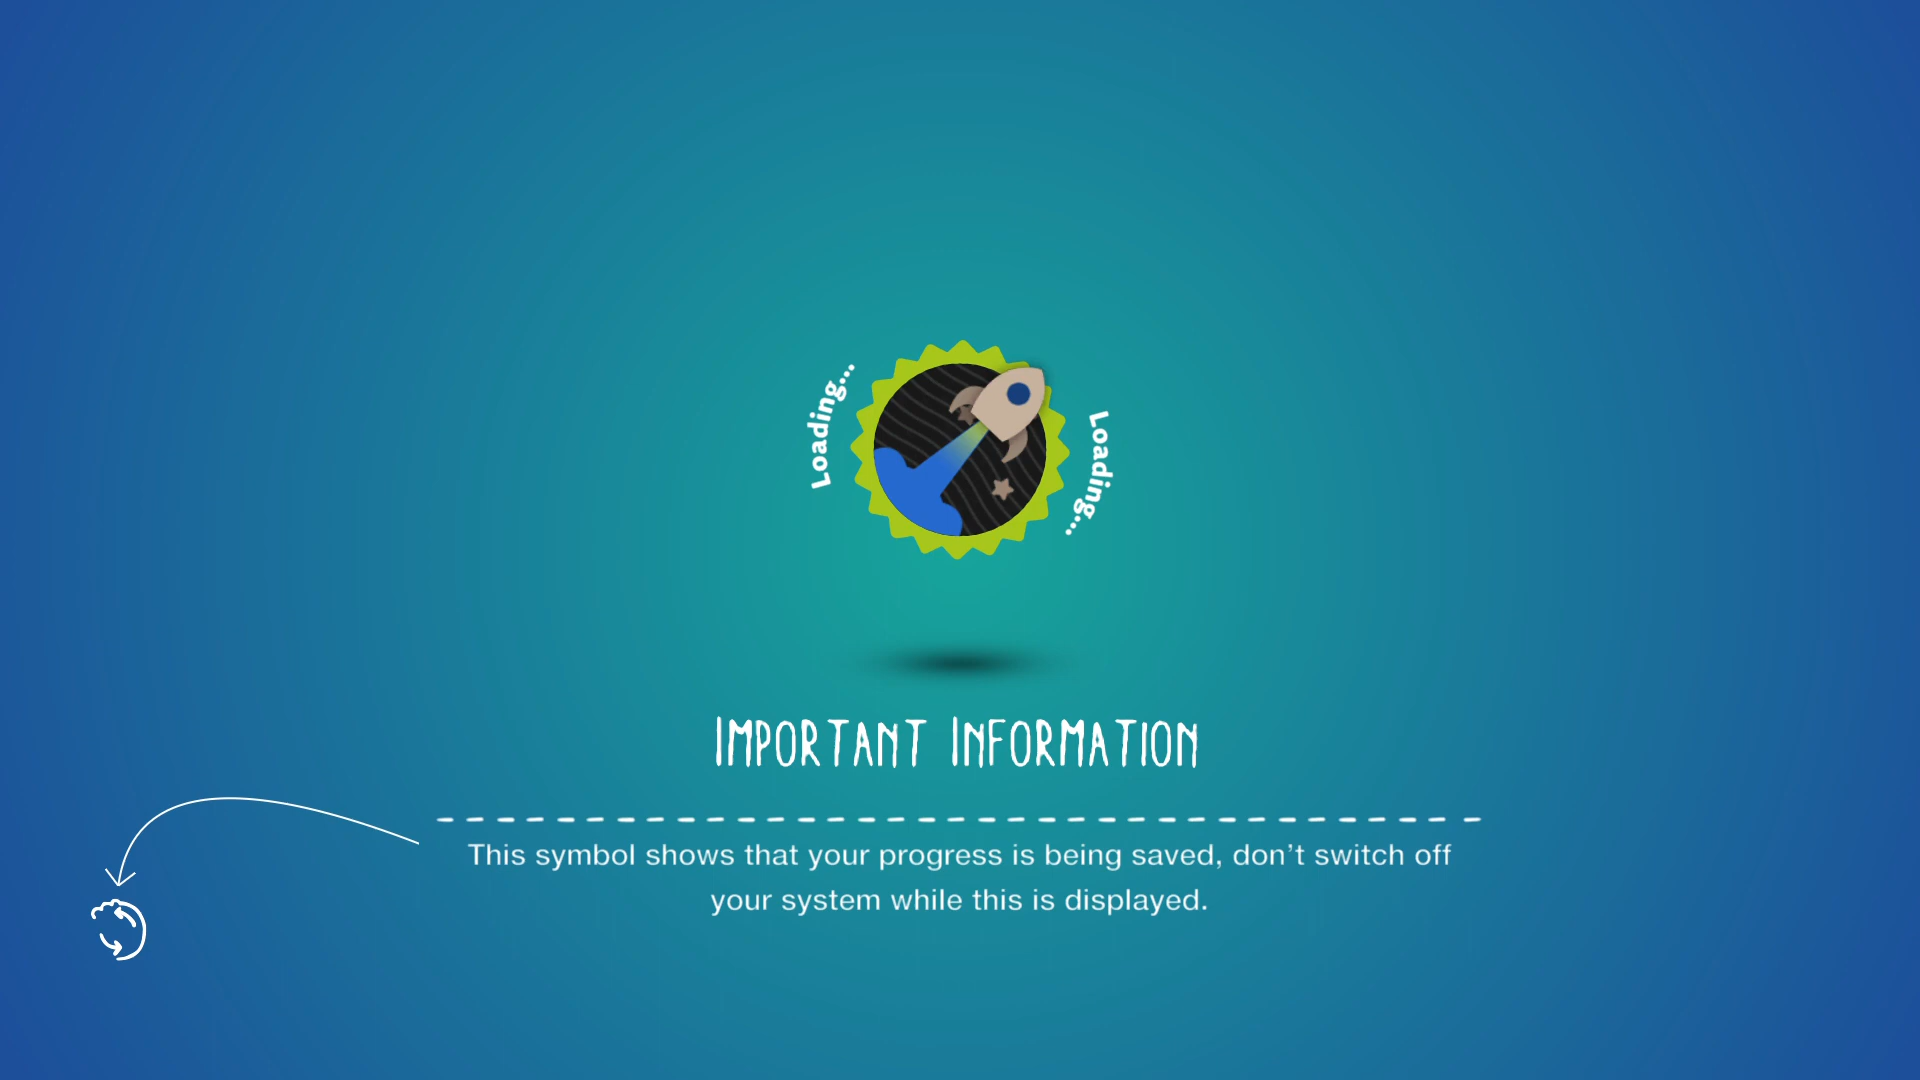 Loading...
Loading...
Important Information
This symbol shows that your progress is being saved, don’t switch off
your system while this is displayed.